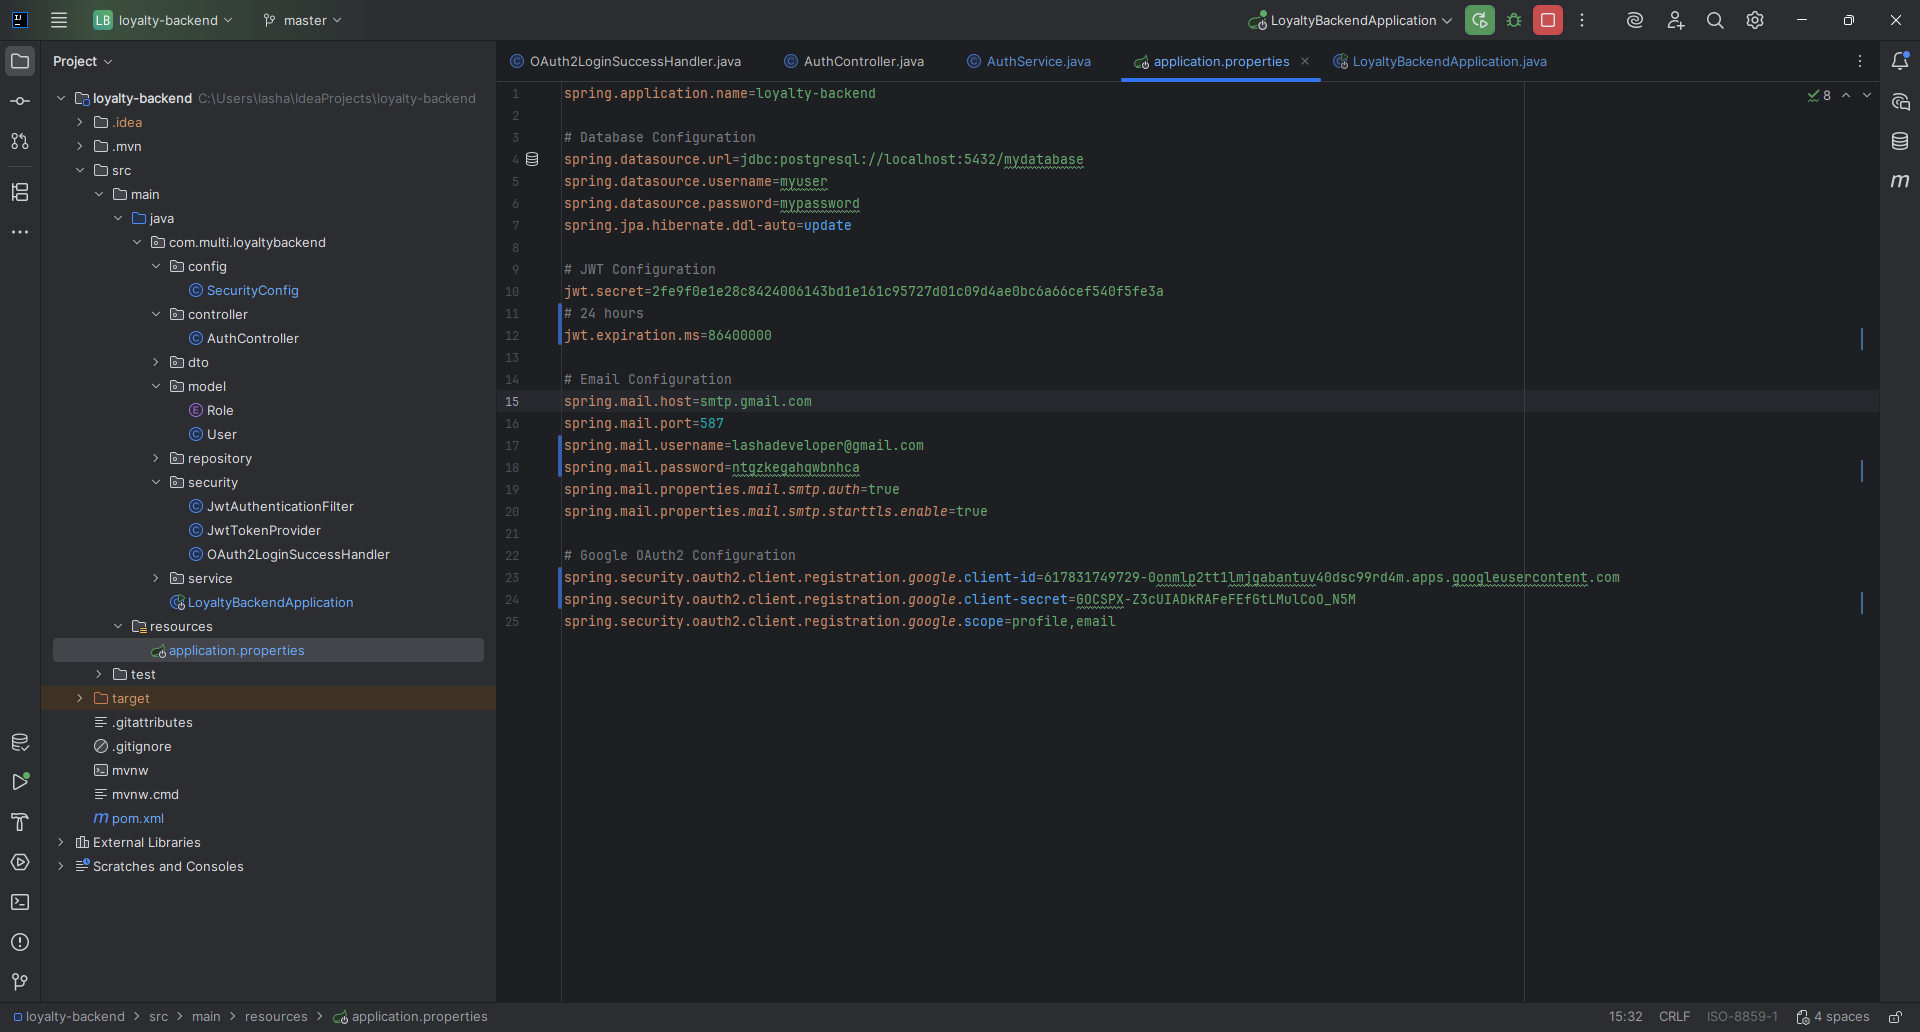 LB loyalty-backend
master
LoyaltyBackendApplication
Project
loyalty-backend C:\Users\lasha\IdeaProjects\loyalty-backend
.idea
.mvn
src
main
java
com.multi.loyaltybackend
config
SecurityConfig
controller
AuthController
dto
model
Role
User
repository
security
JwtAuthenticationFilter
JwtTokenProvider
OAuth2LoginSuccessHandler
service
LoyaltyBackendApplication
resources
application.properties
test
target
.gitattributes
.gitignore
mvnw
mvnw.cmd
pom.xml
External Libraries
Scratches and Consoles
OAuth2LoginSuccessHandler.java
AuthController.java
AuthService.java
application.properties
LoyaltyBackendApplication.java
8
1 spring.application.name=loyalty-backend
2
3 # Database Configuration
4 spring.datasource.url=jdbc:postgresql://localhost:5432/mydatabase
5 spring.datasource.username=myuser
6 spring.datasource.password=mypassword
7 spring.jpa.hibernate.ddl-auto=update
8
9 # JWT Configuration
10 jwt.secret=2fe9f0e1e28c8424006143bd1e161c95727d01c09d4ae0bc6a66cef540f5fe3a
11 # 24 hours
12 jwt.expiration.ms=86400000
13
14 # Email Configuration
15 spring.mail.host=smtp.gmail.com
16 spring.mail.port=587
17 spring.mail.username=lashadeveloper@gmail.com
18 spring.mail.password=ntgzkegahqwbnhca
19 spring.mail.properties.mail.smtp.auth=true
20 spring.mail.properties.mail.smtp.starttls.enable=true
21
22 # Google OAuth2 Configuration
23 spring.security.oauth2.client.registration.google.client-id=617831749729-0onmlp2tt1lmjgabantuv40dsc99rd4m.apps.googleusercontent.com
24 spring.security.oauth2.client.registration.google.client-secret=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
25 spring.security.oauth2.client.registration.google.scope=profile,email
loyalty-backend > src > main > resources > application.properties
15:32 CRLF ISO-8859-1 4 spaces